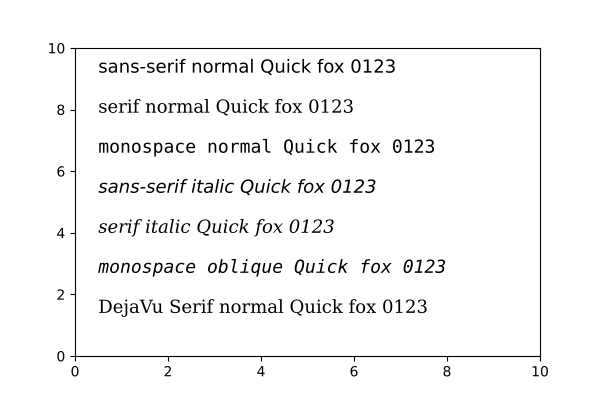 10
sans-serif normal Quick fox 0123
8
serif normal Quick fox 0123
monospace normal Quick fox 0123
6
sans-serif italic Quick fox 0123
4
serif italic Quick fox 0123
monospace oblique Quick fox 0123
2
DejaVu Serif normal Quick fox 0123
0
0 2 4 6 8 10